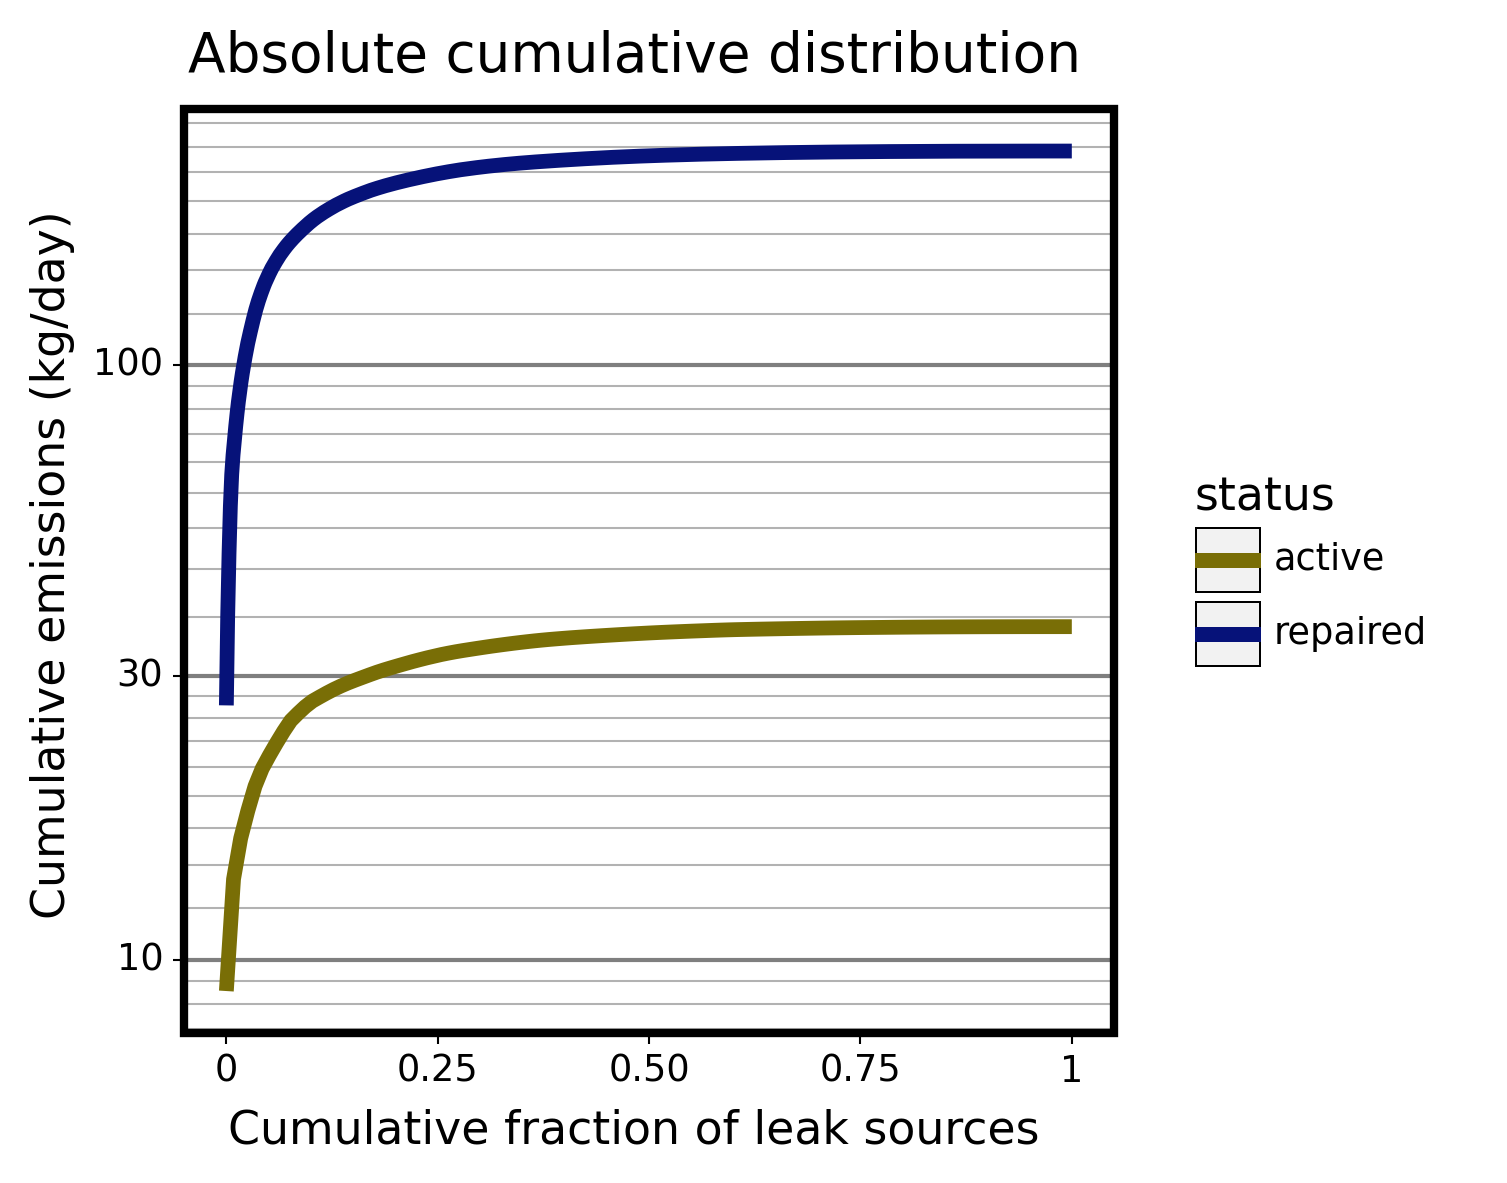 Absolute cumulative distribution
Cumulative emissions (kg/day)
100
30
10
0
0.25
0.50
0.75
1
Cumulative fraction of leak sources
status
active
repaired